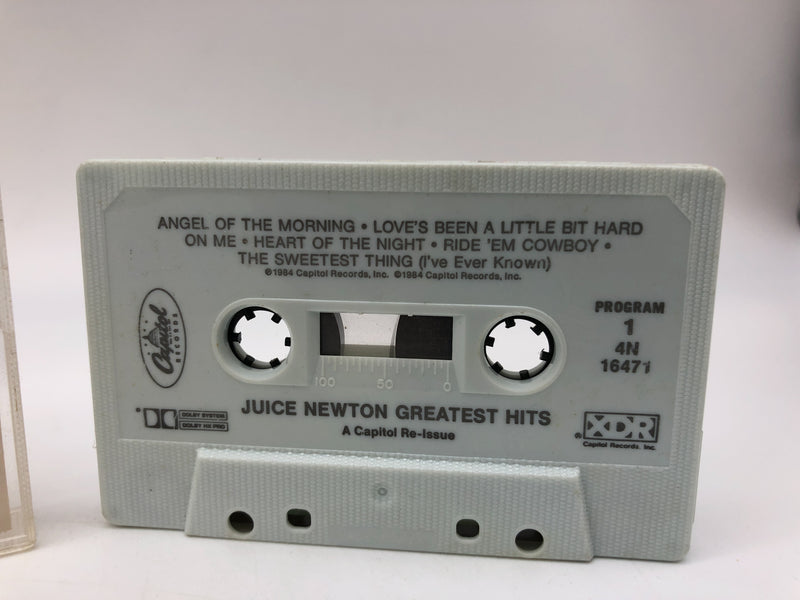 ANGEL OF THE MORNING • LOVE'S BEEN A LITTLE BIT HARD
ON ME • HEART OF THE NIGHT • RIDE 'EM COWBOY •
THE SWEETEST THING (I've Ever Known)
℗1984 Capitol Records, Inc. ©1984 Capitol Records, Inc.
Capitol
RECORDS
PROGRAM
1
4N
16471
100 50 0
JUICE NEWTON GREATEST HITS
A Capitol Re-Issue
DOLBY SYSTEM
DOLBY HX PRO
® XDR
Capitol Records, Inc.